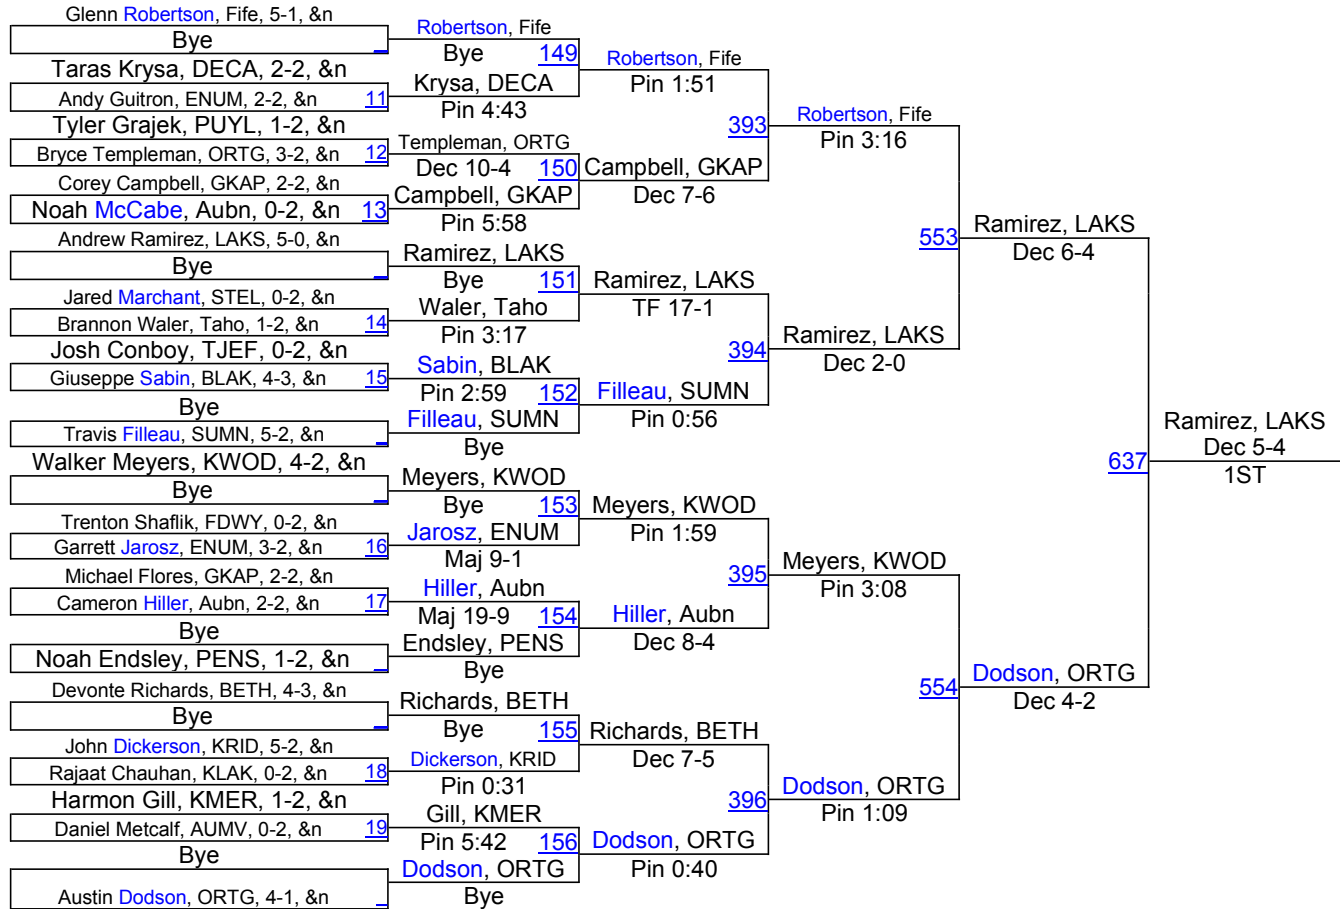 Glenn Robertson, Fife, 5-1, &n
Bye
Taras Krysa, DECA, 2-2, &n
Andy Guitron, ENUM, 2-2, &n 11
Tyler Grajek, PUYL, 1-2, &n
Bryce Templeman, ORTG, 3-2, &n 12
Corey Campbell, GKAP, 2-2, &n
Noah McCabe, Aubn, 0-2, &n 13
Andrew Ramirez, LAKS, 5-0, &n
Bye
Jared Marchant, STEL, 0-2, &n
Brannon Waler, Taho, 1-2, &n 14
Josh Conboy, TJEF, 0-2, &n
Giuseppe Sabin, BLAK, 4-3, &n 15
Bye
Travis Filleau, SUMN, 5-2, &n
Walker Meyers, KWOD, 4-2, &n
Bye
Trenton Shaflik, FDWY, 0-2, &n
Garrett Jarosz, ENUM, 3-2, &n 16
Michael Flores, GKAP, 2-2, &n
Cameron Hiller, Aubn, 2-2, &n 17
Bye
Noah Endsley, PENS, 1-2, &n
Devonte Richards, BETH, 4-3, &n
Bye
John Dickerson, KRID, 5-2, &n
Rajaat Chauhan, KLAK, 0-2, &n 18
Harmon Gill, KMER, 1-2, &n
Daniel Metcalf, AUMV, 0-2, &n 19
Bye
Austin Dodson, ORTG, 4-1, &n
Robertson, Fife
Bye 149
Krysa, DECA
Pin 4:43
Templeman, ORTG
Dec 10-4 150
Campbell, GKAP
Pin 5:58
Ramirez, LAKS
Bye 151
Waler, Taho
Pin 3:17
Sabin, BLAK
Pin 2:59 152
Filleau, SUMN
Bye
Meyers, KWOD
Bye 153
Jarosz, ENUM
Maj 9-1
Hiller, Aubn
Maj 19-9 154
Endsley, PENS
Bye
Richards, BETH
Bye 155
Dickerson, KRID
Pin 0:31
Gill, KMER
Pin 5:42 156
Dodson, ORTG
Bye
Robertson, Fife
Pin 1:51
393
Campbell, GKAP
Dec 7-6
Ramirez, LAKS
TF 17-1
394
Filleau, SUMN
Pin 0:56
Meyers, KWOD
Pin 1:59
395
Hiller, Aubn
Dec 8-4
Richards, BETH
Dec 7-5
396
Dodson, ORTG
Pin 0:40
Robertson, Fife
Pin 3:16
553
Ramirez, LAKS
Dec 2-0
Meyers, KWOD
Pin 3:08
554
Dodson, ORTG
Pin 1:09
Ramirez, LAKS
Dec 6-4
637
Dodson, ORTG
Dec 4-2
Ramirez, LAKS
Dec 5-4
1ST